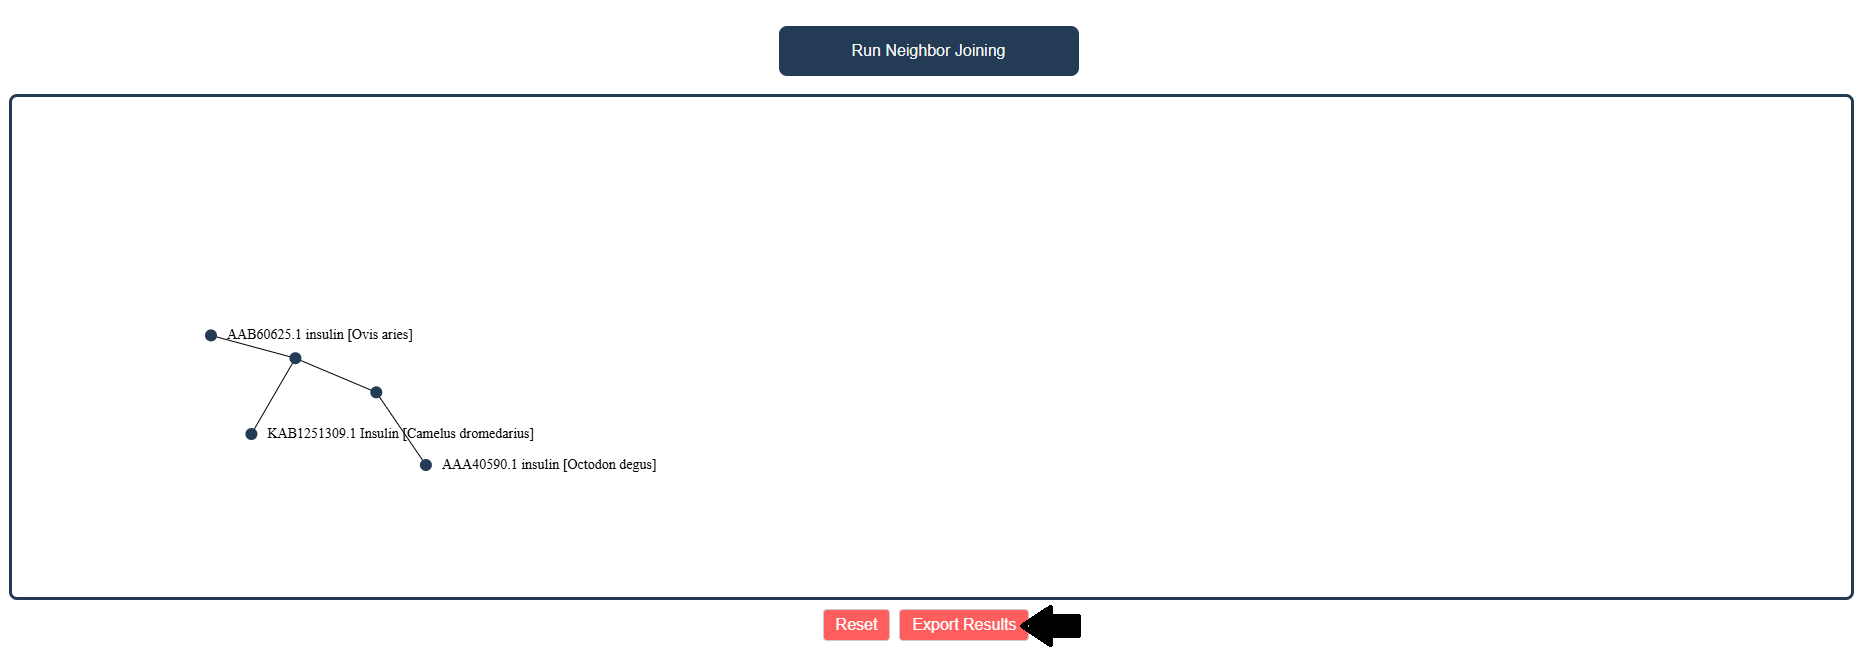 Run Neighbor Joining
AAB60625.1 insulin [Ovis aries]
KAB1251309.1 Insulin [Camelus dromedarius]
AAA40590.1 insulin [Octodon degus]
Reset
Export Results